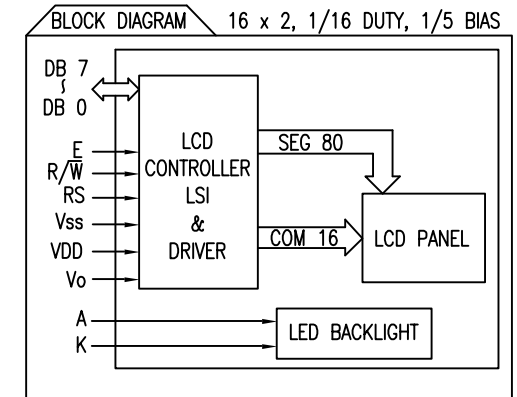 BLOCK DIAGRAM 16 x 2, 1/16 DUTY, 1/5 BIAS
DB 7
~
DB 0
E
R/W̅
RS
Vss
VDD
Vo
A
K
LCD
CONTROLLER
LSI
&
DRIVER
SEG 80
COM 16
LCD PANEL
LED BACKLIGHT